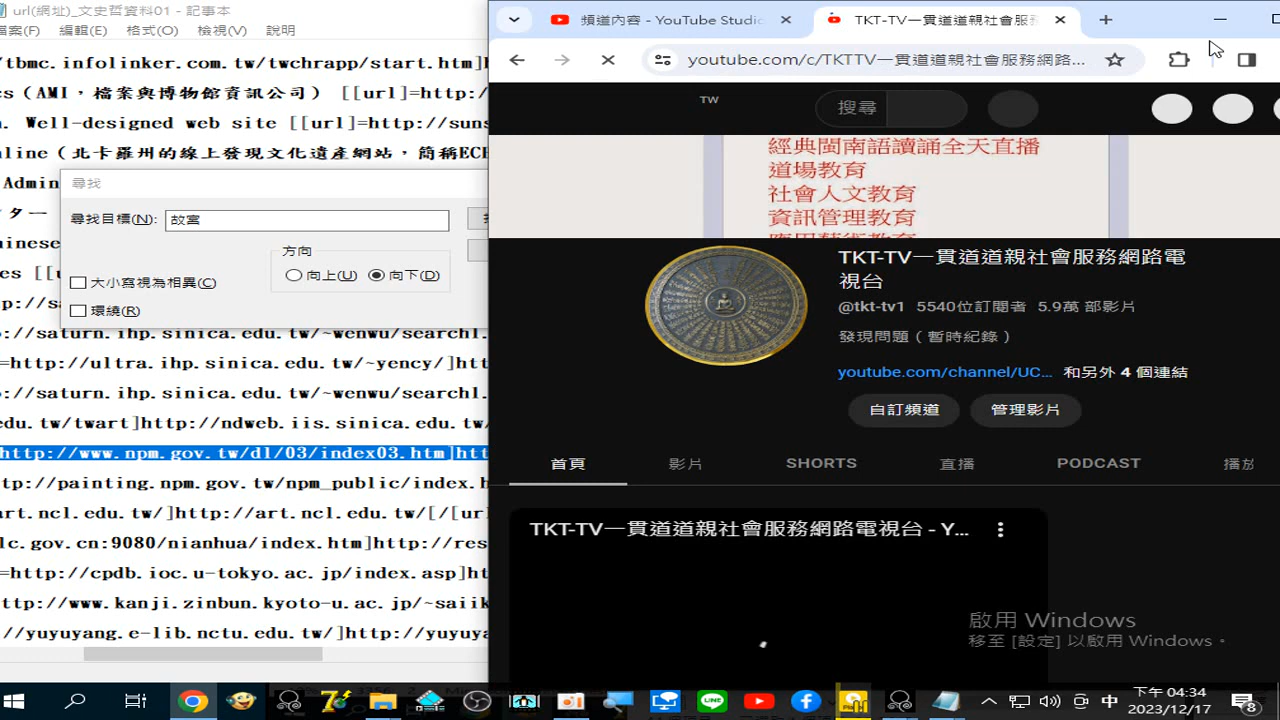 url(網址)_文史哲資料01 - 記事本
檔案(F) 編輯(E) 格式(O) 檢視(V) 說明
/tbmc.infolinker.com.tw/twchrapp/start.htm]
cs（AMI，檔案與博物館資訊公司） [[url]=http:/
. Well-designed web site [[url]=http://suns
nline（北卡羅州的線上發現文化遺產網站，簡稱ECH
Admin
ター
inese
es [[u
p://sa
尋找
尋找目標(N): 故宮
方向
向上(U) 向下(D)
大小寫視為相異(C)
環繞(R)
://saturn.ihp.sinica.edu.tw/~wenwu/searchl.
=http://ultra.ihp.sinica.edu.tw/~yency/]htt
p://saturn.ihp.sinica.edu.tw/~wenwu/searchl.
edu.tw/twart]http://ndweb.iis.sinica.edu.tw/
http://www.npm.gov.tw/dl/03/index03.htm]htt
ttp://painting.npm.gov.tw/npm_public/index.h
art.ncl.edu.tw/]http://art.ncl.edu.tw/[/[url
lc.gov.cn:9080/nianhua/index.htm]http://res
=http://cpdb.ioc.u-tokyo.ac.jp/index.asp]ht
ttp://www.kanji.zinbun.kyoto-u.ac.jp/~saiik
//yuyuyang.e-lib.nctu.edu.tw/]http://yuyuya
頻道內容 - YouTube Studio
TKT-TV一貫道道親社會服
youtube.com/c/TKTTV一貫道道親社會服務網路...
TW
搜尋
經典閩南語讀誦全天直播
道場教育
社會人文教育
資訊管理教育
應用藝術教育
TKT-TV一貫道道親社會服務網路電
視台
@tkt-tv1 5540位訂閱者 5.9萬 部影片
發現問題（暫時紀錄）
youtube.com/channel/UC... 和另外 4 個連結
自訂頻道 管理影片
首頁 影片 SHORTS 直播 PODCAST 播放
TKT-TV一貫道道親社會服務網路電視台 - Y...
啟用 Windows
移至 [設定] 以啟用 Windows。
LINE
中
下午 04:34
2023/12/17
8